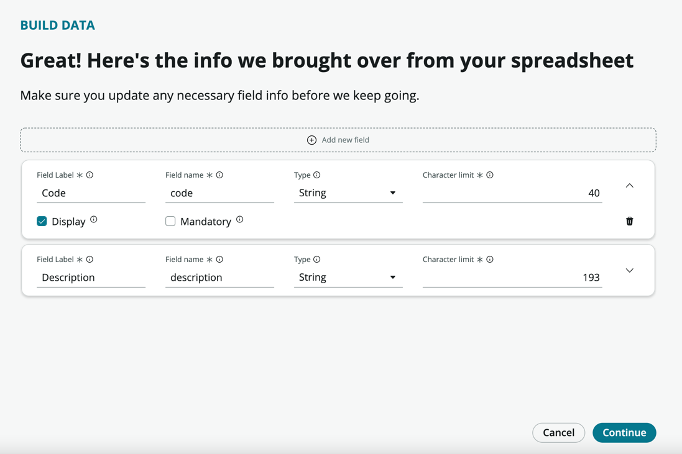 BUILD DATA
Great! Here's the info we brought over from your spreadsheet
Make sure you update any necessary field info before we keep going.
Add new field
Field Label * Field name * Type Character limit *
Code code String 40
Display Mandatory
Field Label * Field name * Type Character limit *
Description description String 193
Cancel Continue